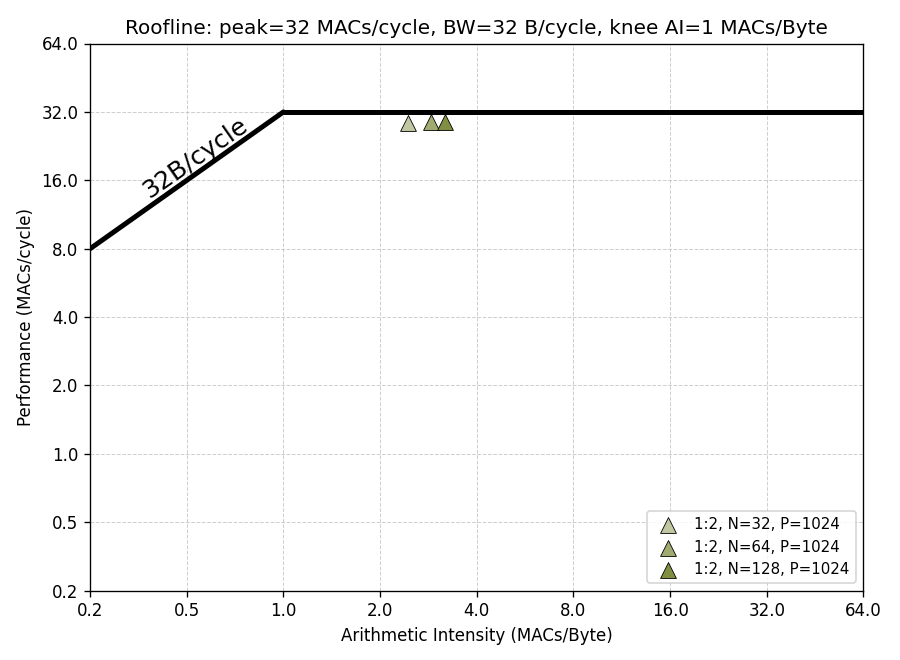 Roofline: peak=32 MACs/cycle, BW=32 B/cycle, knee AI=1 MACs/Byte
64.0
32.0
16.0
8.0
4.0
2.0
1.0
0.5
0.2
Performance (MACs/cycle)
32B/cycle
1:2, N=32, P=1024
1:2, N=64, P=1024
1:2, N=128, P=1024
0.2 0.5 1.0 2.0 4.0 8.0 16.0 32.0 64.0
Arithmetic Intensity (MACs/Byte)